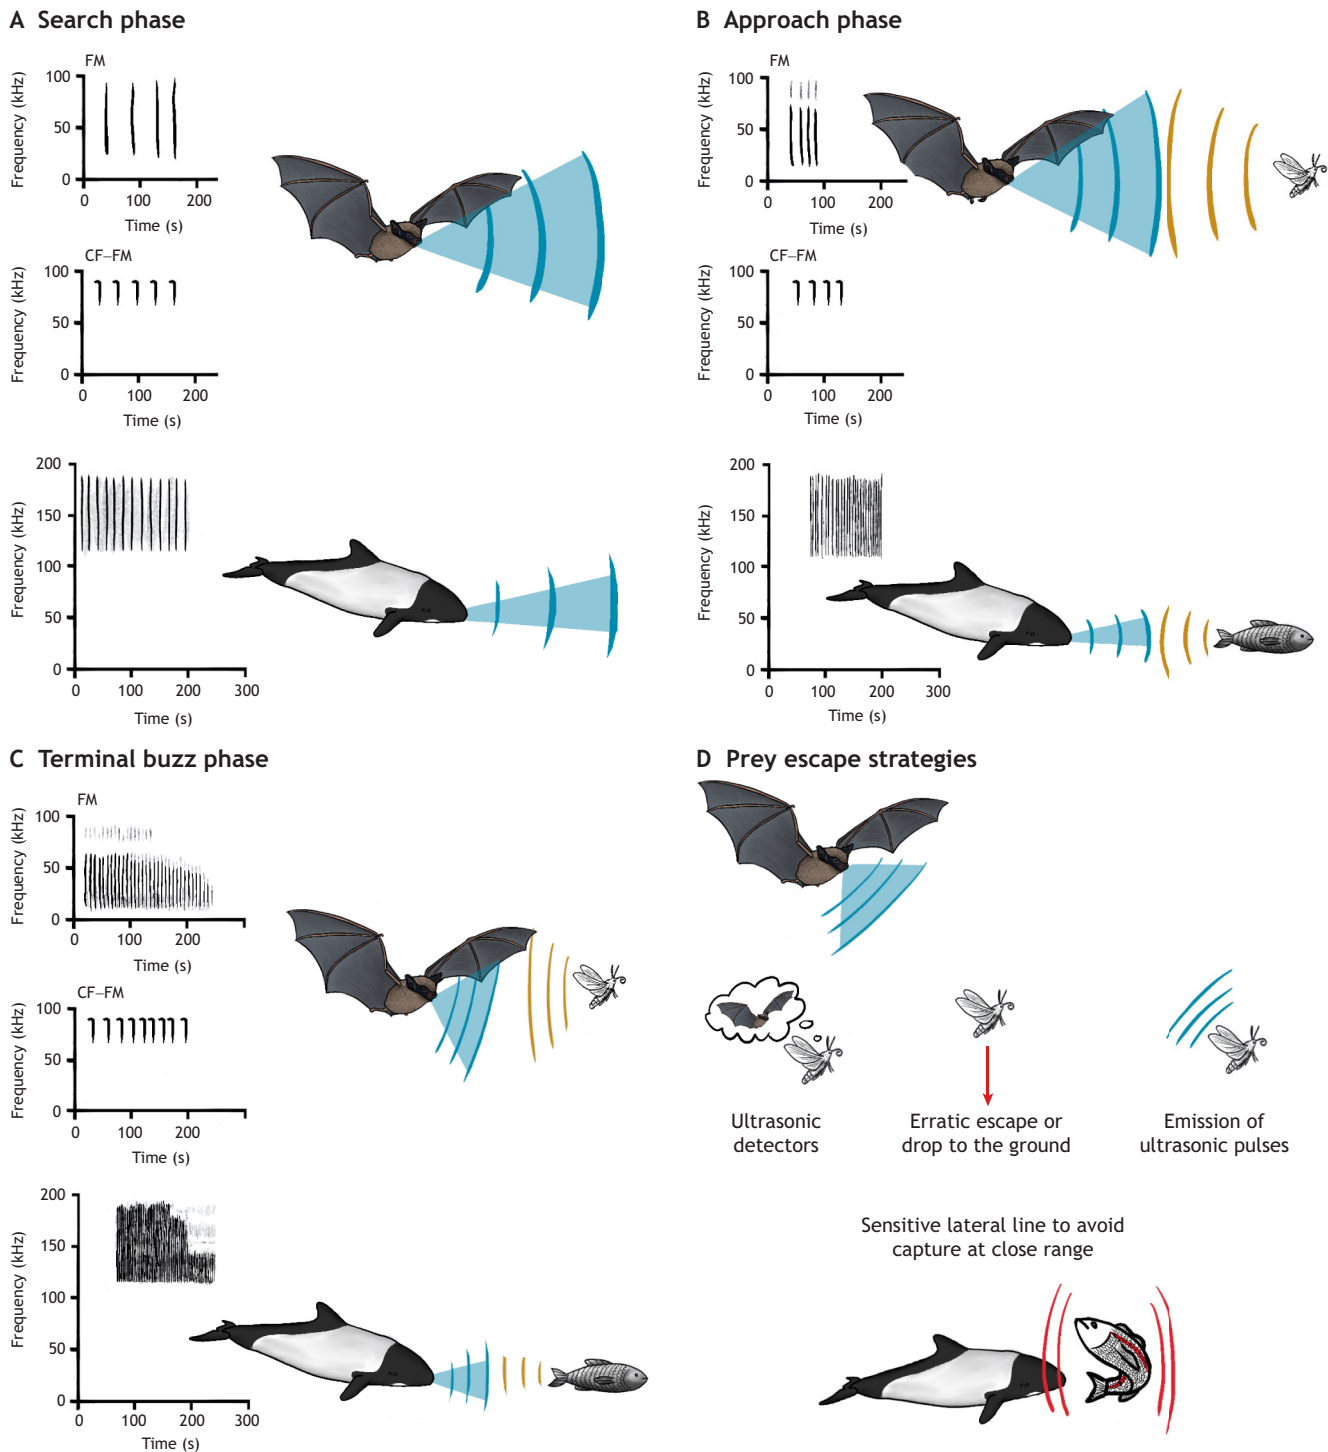 A Search phase
FM
Frequency (kHz)
100
50
0
0 100 200
Time (s)
CF–FM
Frequency (kHz)
100
50
0
0 100 200
Time (s)
Frequency (kHz)
200
150
100
50
0
0 100 200 300
Time (s)
B Approach phase
FM
Frequency (kHz)
100
50
0
0 100 200
Time (s)
CF–FM
Frequency (kHz)
100
50
0
0 100 200
Time (s)
Frequency (kHz)
200
150
100
50
0
0 100 200 300
Time (s)
C Terminal buzz phase
FM
Frequency (kHz)
100
50
0
0 100 200
Time (s)
CF–FM
Frequency (kHz)
100
50
0
0 100 200
Time (s)
Frequency (kHz)
200
150
100
50
0
0 100 200 300
Time (s)
D Prey escape strategies
Ultrasonic
detectors
Erratic escape or
drop to the ground
Emission of
ultrasonic pulses
Sensitive lateral line to avoid
capture at close range